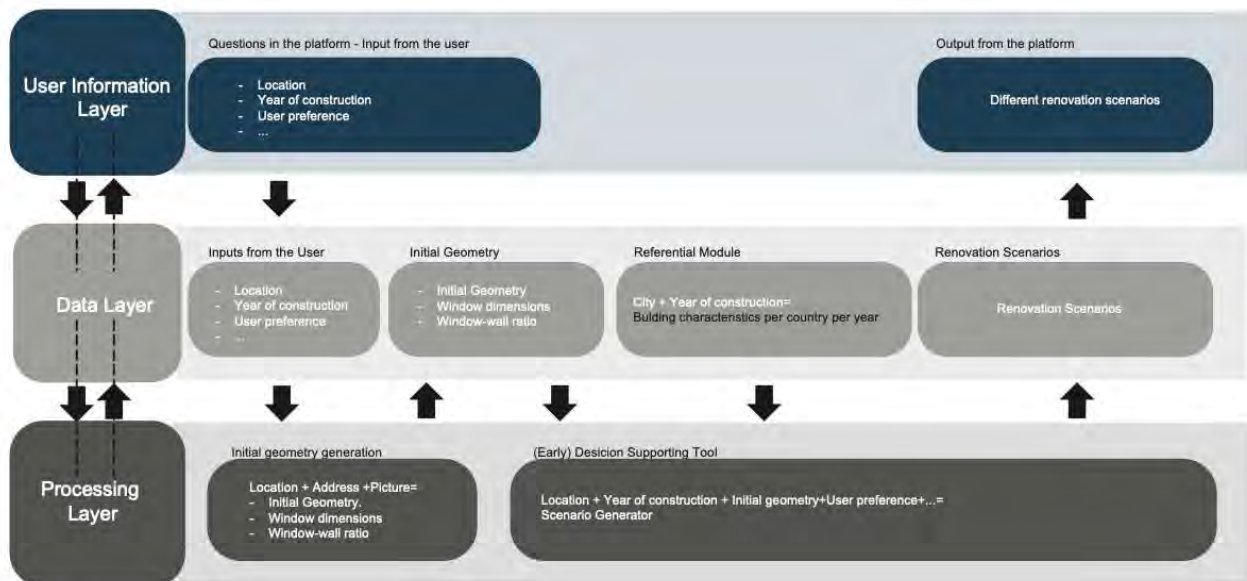 User Information
Layer
Questions in the platform - Input from the user
- Location
- Year of construction
- User preference
- ...
Output from the platform
Different renovation scenarios
Data Layer
Inputs from the User
- Location
- Year of construction
- User preference
- ...
Initial Geometry
- Initial Geometry
- Window dimensions
- Window-wall ratio
Referential Module
City + Year of construction=
Bulding characteristics per country per year
Renovation Scenarios
Renovation Scenarios
Processing
Layer
Initial geometry generation
Location + Address +Picture=
- Initial Geometry.
- Window dimensions
- Window-wall ratio
(Early) Desicion Supporting Tool
Location + Year of construction + Initial geometry+User preference+...=
Scenario Generator